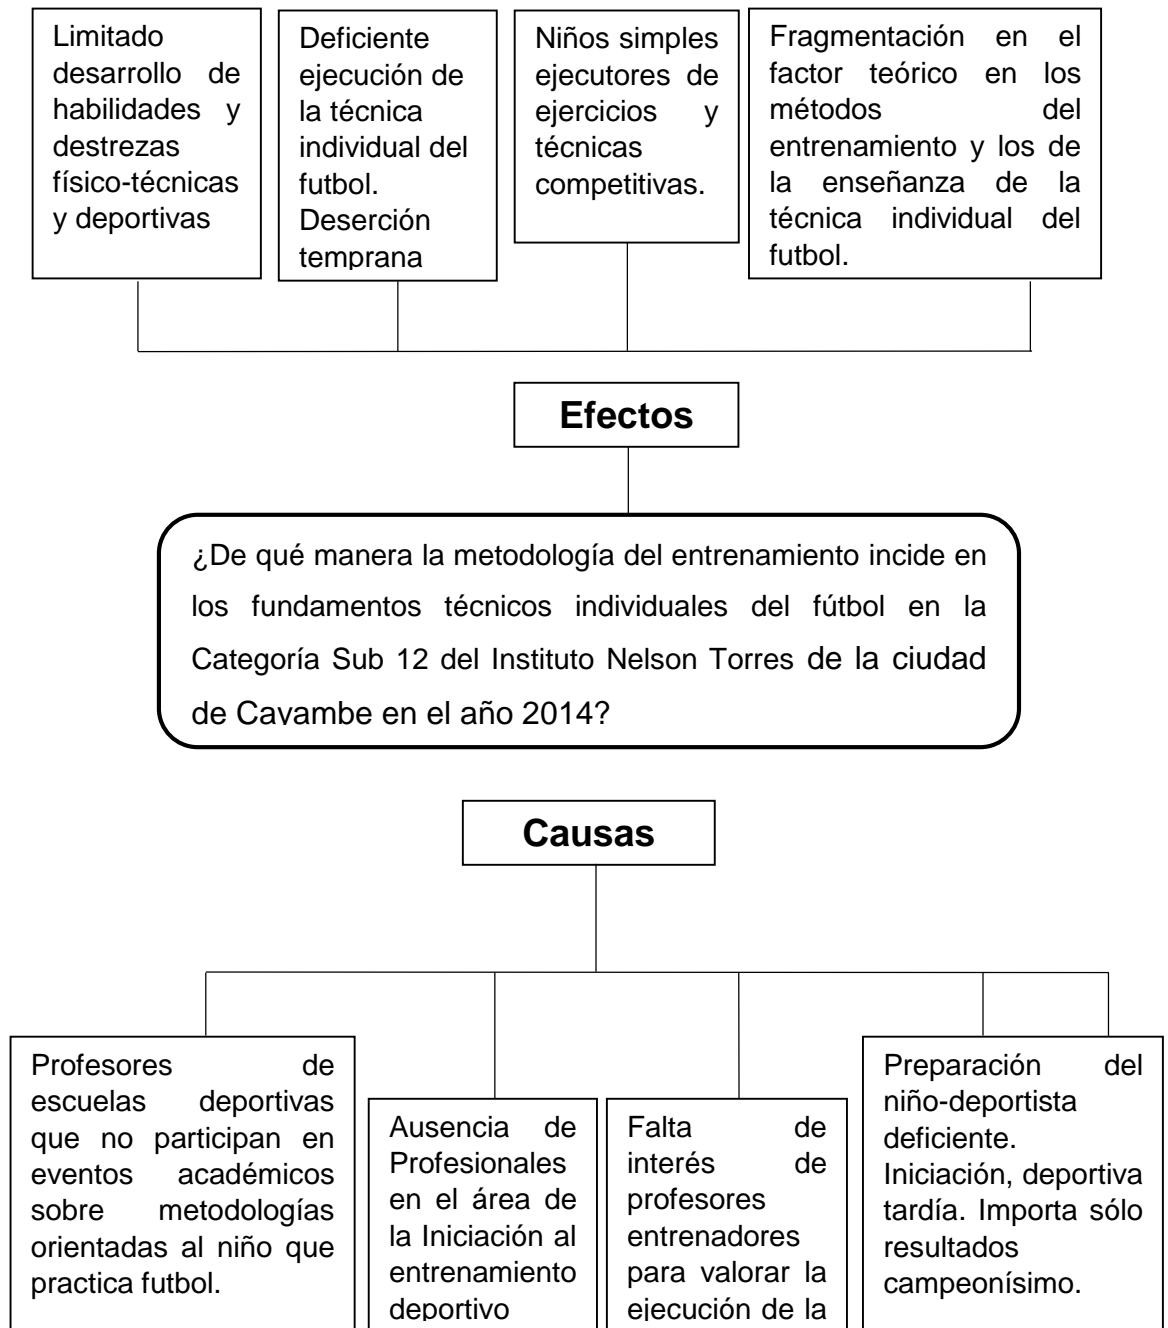 Limitado
desarrollo de
habilidades y
destrezas
físico-técnicas
y deportivas
Deficiente
ejecución de
la técnica
individual del
futbol.
Deserción
temprana
Niños simples
ejecutores de
ejercicios y
técnicas
competitivas.
Fragmentación en el
factor teórico en los
métodos del
entrenamiento y los de
la enseñanza de la
técnica individual del
futbol.
Efectos
¿De qué manera la metodología del entrenamiento incide en
los fundamentos técnicos individuales del fútbol en la
Categoría Sub 12 del Instituto Nelson Torres de la ciudad
de Cayambe en el año 2014?
Causas
Profesores de
escuelas deportivas
que no participan en
eventos académicos
sobre metodologías
orientadas al niño que
practica futbol.
Ausencia de
Profesionales
en el área de
la Iniciación al
entrenamiento
deportivo
Falta de
interés de
profesores
entrenadores
para valorar la
ejecución de la
Preparación del
niño-deportista
deficiente.
Iniciación, deportiva
tardía. Importa sólo
resultados
campeonísimo.